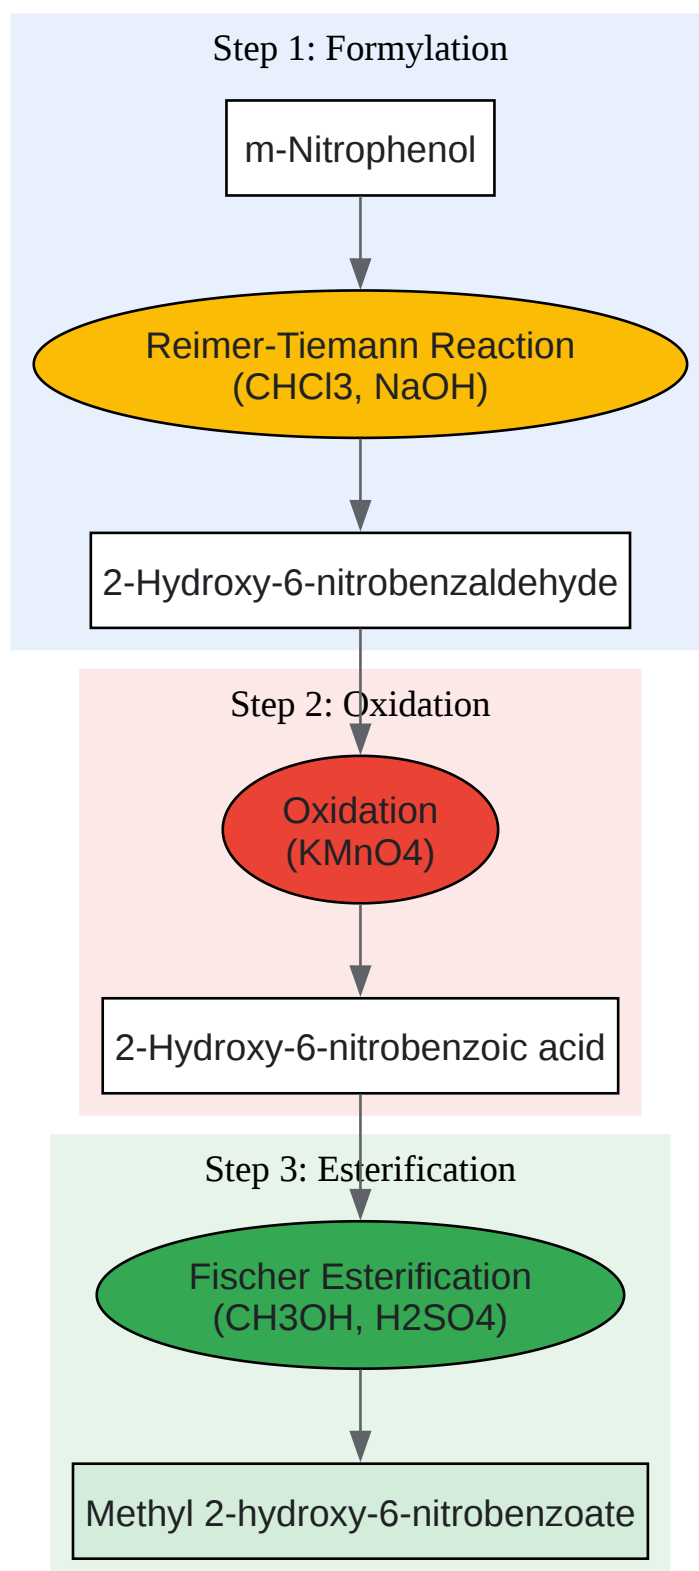 Step 1: Formylation
m-Nitrophenol
Reimer-Tiemann Reaction
(CHCl3, NaOH)
2-Hydroxy-6-nitrobenzaldehyde
Step 2: Oxidation
Oxidation
(KMnO4)
2-Hydroxy-6-nitrobenzoic acid
Step 3: Esterification
Fischer Esterification
(CH3OH, H2SO4)
Methyl 2-hydroxy-6-nitrobenzoate